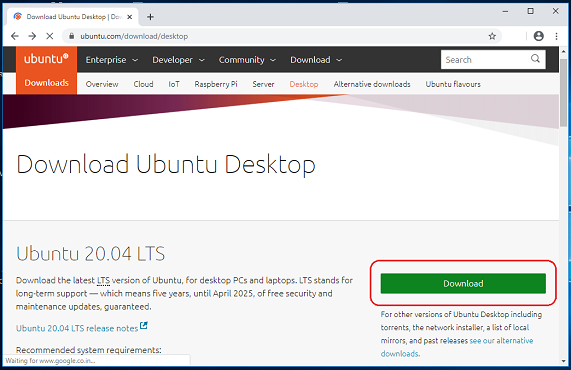 Download Ubuntu Desktop | Dow
ubuntu.com/download/desktop
ubuntu® Enterprise Developer Community Download Search
Downloads Overview Cloud IoT Raspberry Pi Server Desktop Alternative downloads Ubuntu flavours
Download Ubuntu Desktop
Ubuntu 20.04 LTS
Download the latest LTS version of Ubuntu, for desktop PCs and laptops. LTS stands for
long-term support — which means five years, until April 2025, of free security and
maintenance updates, guaranteed.
Ubuntu 20.04 LTS release notes
Recommended system requirements:
Download
For other versions of Ubuntu Desktop including
torrents, the network installer, a list of local
mirrors, and past releases see our alternative
downloads.
Waiting for www.google.co.in...